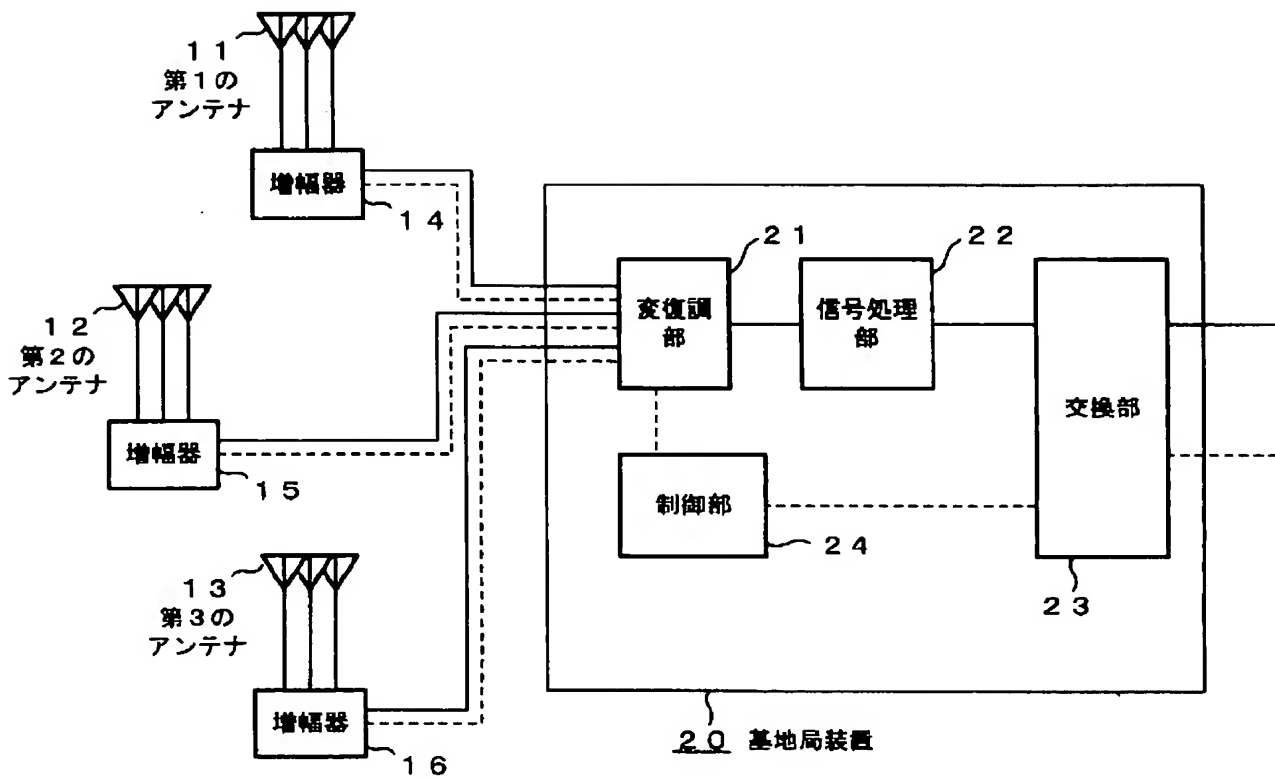 １１
第１の
アンテナ
増幅器
１４
１２
第２の
アンテナ
増幅器
１５
１３
第３の
アンテナ
増幅器
１６
２１
変復調
部
２２
信号処理
部
交換部
２３
制御部
２４
２０ 基地局装置